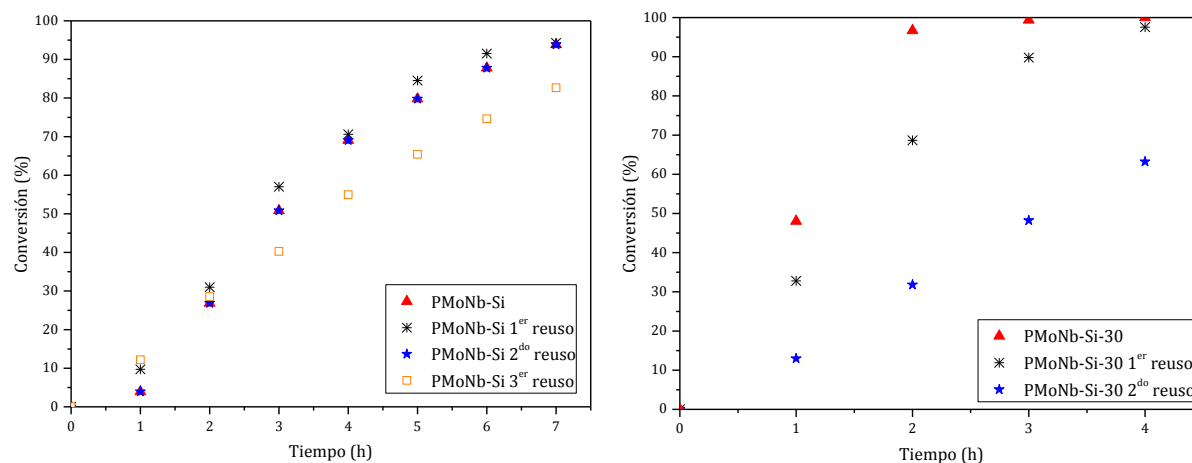 100
90
80
70
60
50
40
30
20
10
0
Conversión (%)
PMoNb-Si
PMoNb-Si 1er reuso
PMoNb-Si 2do reuso
PMoNb-Si 3er reuso
0 1 2 3 4 5 6 7
Tiempo (h)
100
90
80
70
60
50
40
30
20
10
0
Conversión (%)
PMoNb-Si-30
PMoNb-Si-30 1er reuso
PMoNb-Si-30 2do reuso
0 1 2 3 4
Tiempo (h)